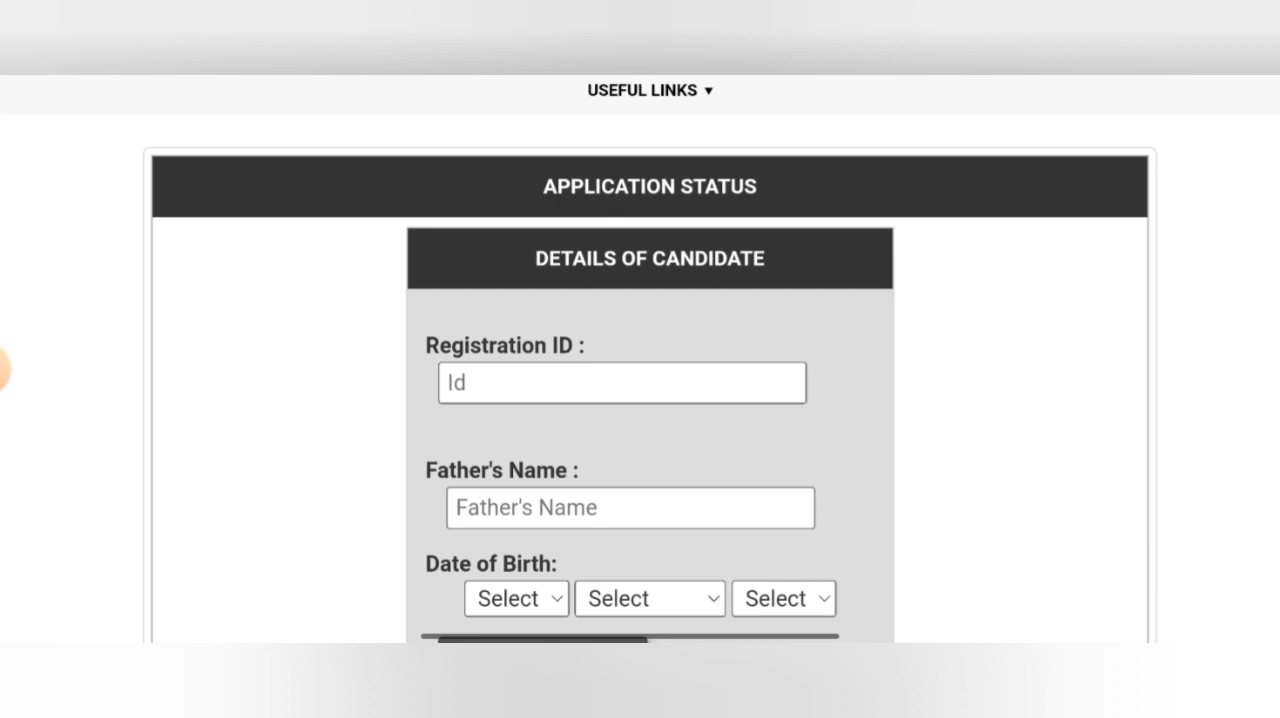 USEFUL LINKS ▼
APPLICATION STATUS
DETAILS OF CANDIDATE
Registration ID :
Id
Father's Name :
Father's Name
Date of Birth:
Select Select Select